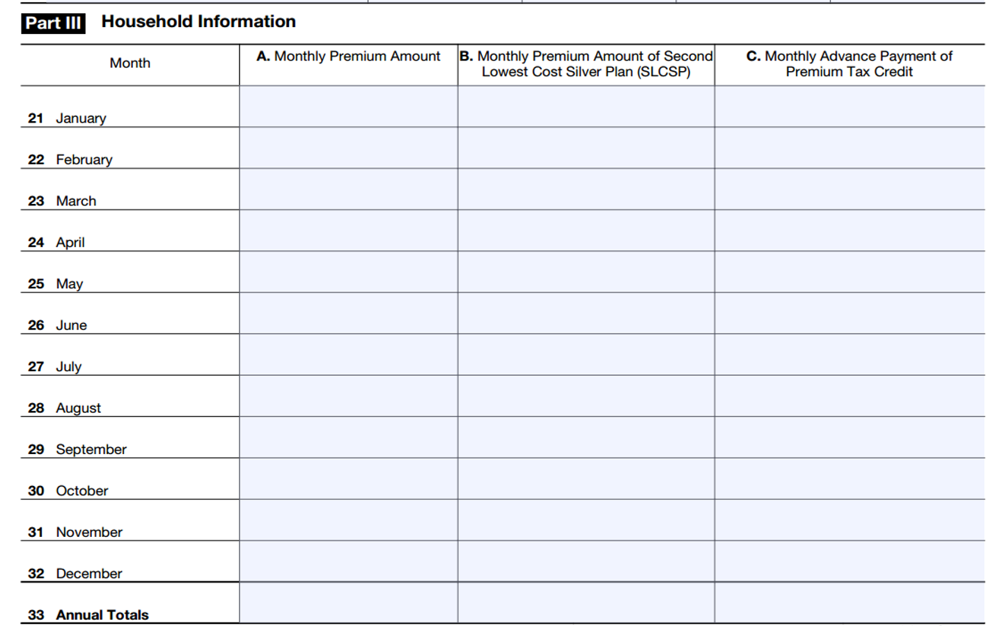 Part III Household Information
Month
A. Monthly Premium Amount
B. Monthly Premium Amount of Second
Lowest Cost Silver Plan (SLCSP)
C. Monthly Advance Payment of
Premium Tax Credit
21 January
22 February
23 March
24 April
25 May
26 June
27 July
28 August
29 September
30 October
31 November
32 December
33 Annual Totals